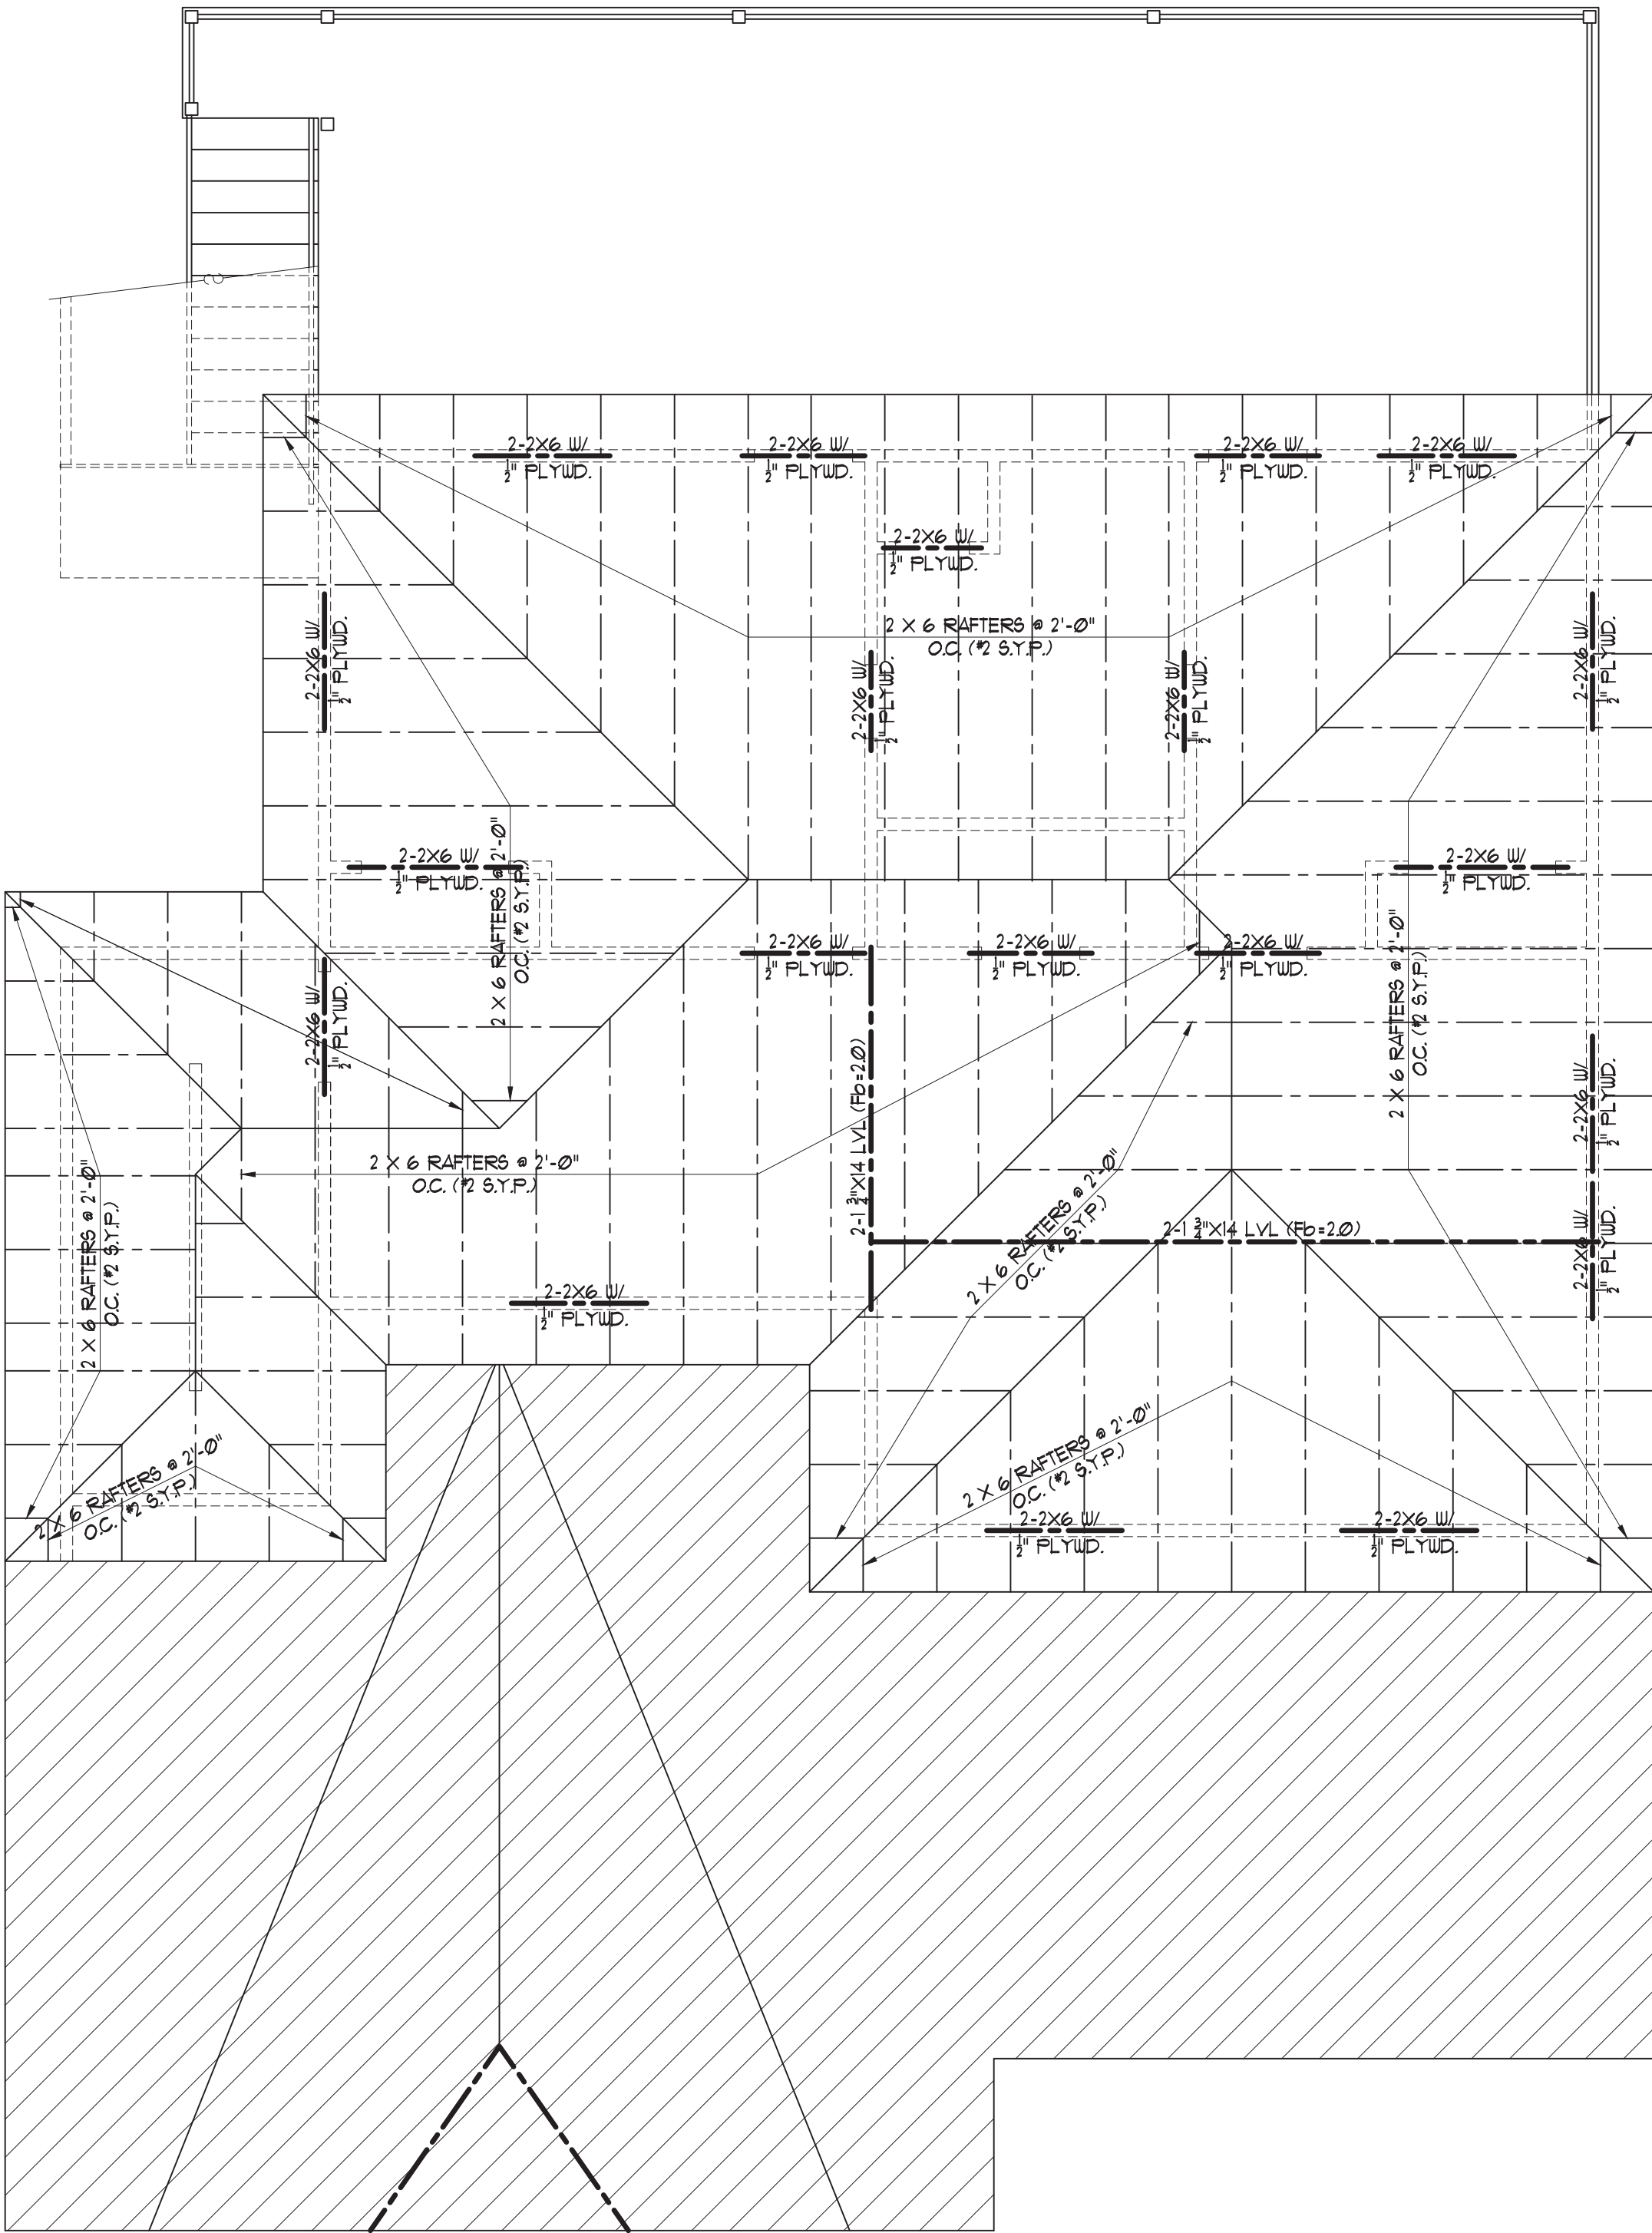 2-2X6 W/
1/2" PLYWD.
2-2X6 W/
1/2" PLYWD.
2-2X6 W/
1/2" PLYWD.
2-2X6 W/
1/2" PLYWD.
2-2X6 W/
1/2" PLYWD.
2 X 6 RAFTERS @ 2'-0"
O.C. (#2 S.Y.P.)
2-2X6 W/
1/2" PLYWD.
2-2X6 W/
1/2" PLYWD.
2-2X6 W/
1/2" PLYWD.
2-2X6 W/
1/2" PLYWD.
2-2X6 W/
1/2" PLYWD.
2 X 6 RAFTERS @ 2'-0"
O.C. (#2 S.Y.P.)
2-2X6 W/
1/2" PLYWD.
2-2X6 W/
1/2" PLYWD.
2-2X6 W/
1/2" PLYWD.
2-2X6 W/
1/2" PLYWD.
2 X 6 RAFTERS @ 2'-0"
O.C. (#2 S.Y.P.)
2-2X6 W/
1/2" PLYWD.
2-1 3/4"X14 LVL (Fb=2.0)
2-2X6 W/
1/2" PLYWD.
2 X 6 RAFTERS @ 2'-0"
O.C. (#2 S.Y.P.)
2 X 6 RAFTERS @ 2'-0"
O.C. (#2 S.Y.P.)
2 X 6 RAFTERS @ 2'-0"
O.C. (#2 S.Y.P.)
2-1 3/4"X14 LVL (Fb=2.0)
2-2X6 W/
1/2" PLYWD.
2-2X6 W/
1/2" PLYWD.
2 X 6 RAFTERS @ 2'-0"
O.C. (#2 S.Y.P.)
2 X 6 RAFTERS @ 2'-0"
O.C. (#2 S.Y.P.)
2-2X6 W/
1/2" PLYWD.
2-2X6 W/
1/2" PLYWD.